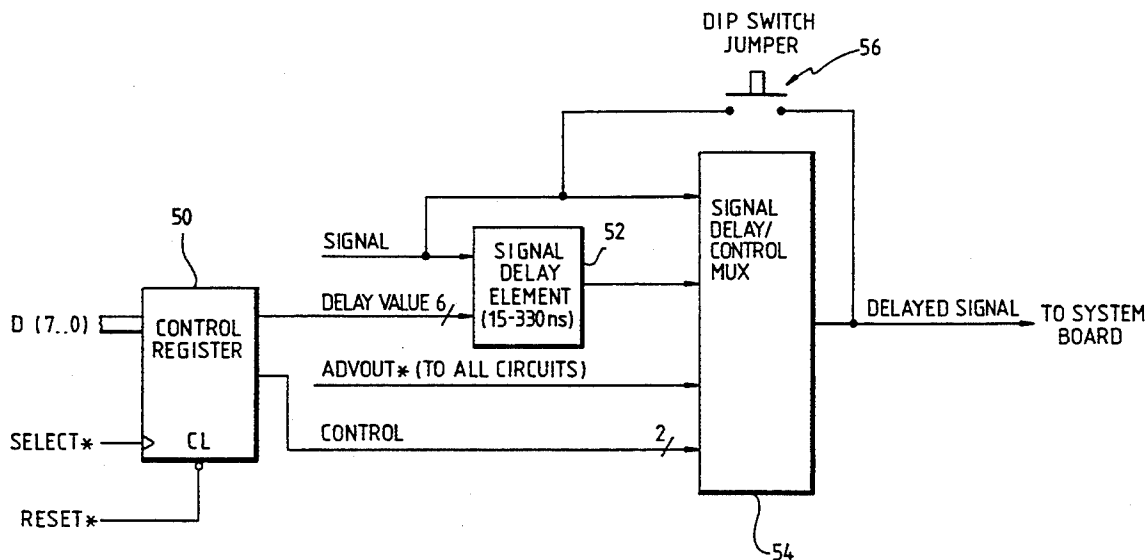 DIP SWITCH
JUMPER
56
50
SIGNAL
52
SIGNAL
DELAY
ELEMENT
(15-330ns)
SIGNAL
DELAY/
CONTROL
MUX
D (7..0)
CONTROL
REGISTER
DELAY VALUE 6
DELAYED SIGNAL
TO SYSTEM
BOARD
ADVOUT* (TO ALL CIRCUITS)
SELECT*
CL
CONTROL
2
RESET*
54